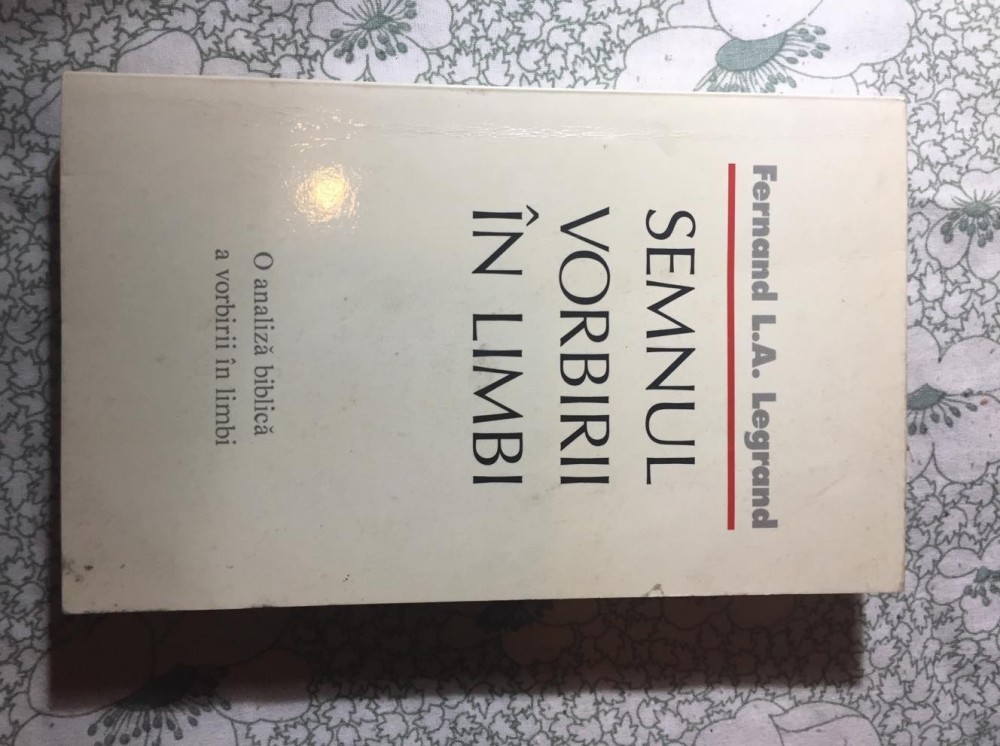 Fernand L.A. Legrand
SEMNUL
VORBIRII
ÎN LIMBI
O analiză biblică
a vorbirii în limbi